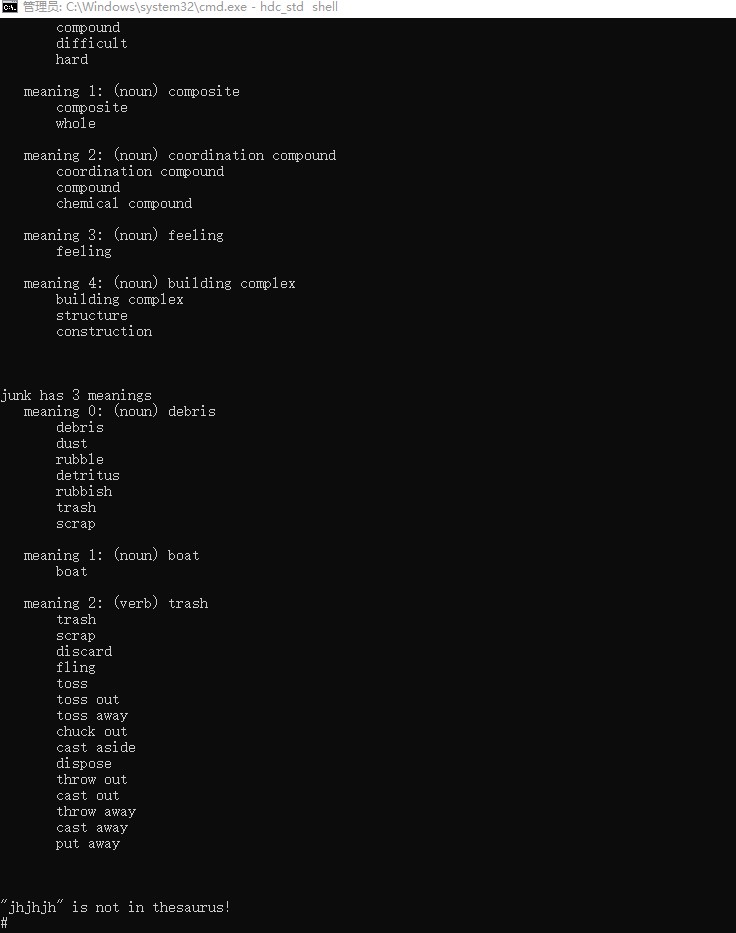 管理员: C:\Windows\system32\cmd.exe - hdc_std shell
compound
difficult
hard
meaning 1: (noun) composite
composite
whole
meaning 2: (noun) coordination compound
coordination compound
compound
chemical compound
meaning 3: (noun) feeling
feeling
meaning 4: (noun) building complex
building complex
structure
construction
junk has 3 meanings
meaning 0: (noun) debris
debris
dust
rubble
detritus
rubbish
trash
scrap
meaning 1: (noun) boat
boat
meaning 2: (verb) trash
trash
scrap
discard
fling
toss
toss out
toss away
chuck out
cast aside
dispose
throw out
cast out
throw away
cast away
put away
"jhjhjh" is not in thesaurus!
#